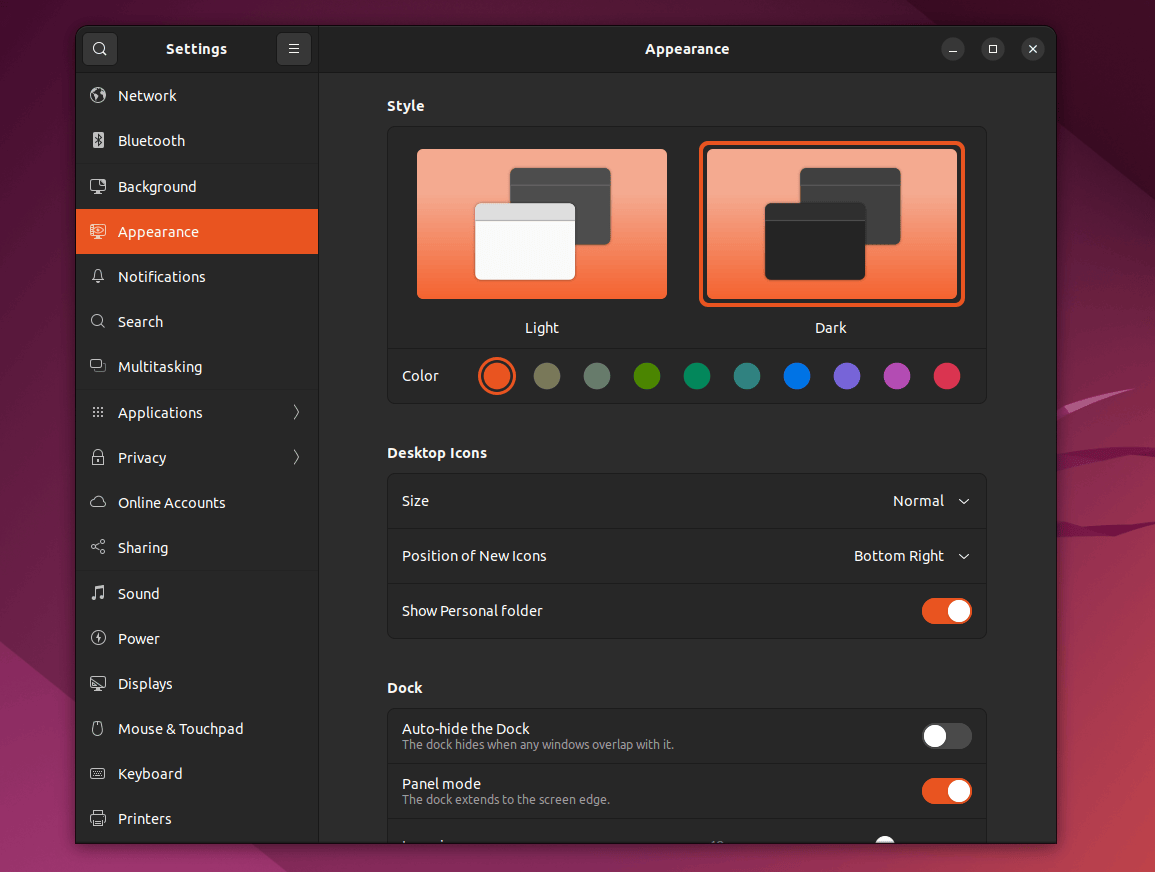 Settings
Appearance
Network
Bluetooth
Background
Appearance
Notifications
Search
Multitasking
Applications
Privacy
Online Accounts
Sharing
Sound
Power
Displays
Mouse & Touchpad
Keyboard
Printers
Style
Light
Dark
Color
Desktop Icons
Size
Normal
Position of New Icons
Bottom Right
Show Personal folder
Dock
Auto-hide the Dock
The dock hides when any windows overlap with it.
Panel mode
The dock extends to the screen edge.